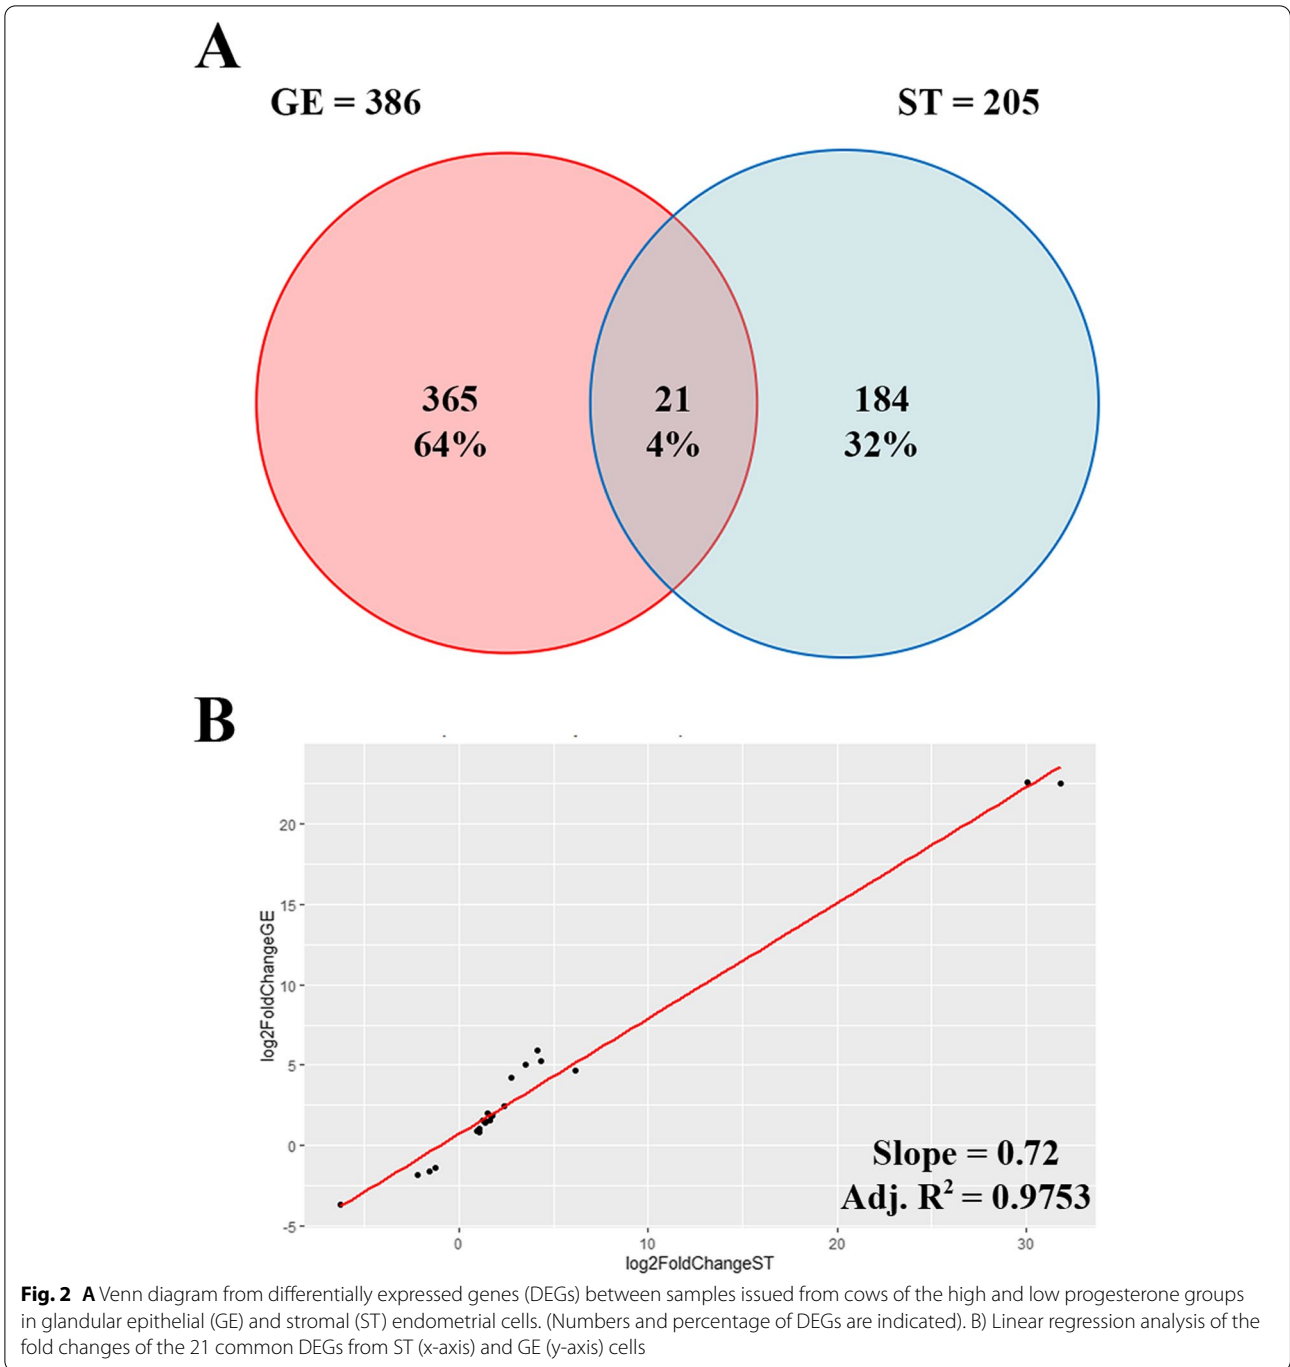 A
GE = 386
ST = 205
365
64%
21
4%
184
32%
B
20
15
10
5
0
-5
log2FoldChangeGE
Slope = 0.72
Adj. R² = 0.9753
0
10
20
30
log2FoldChangeST
Fig. 2 A Venn diagram from differentially expressed genes (DEGs) between samples issued from cows of the high and low progesterone groups
in glandular epithelial (GE) and stromal (ST) endometrial cells. (Numbers and percentage of DEGs are indicated). B) Linear regression analysis of the
fold changes of the 21 common DEGs from ST (x-axis) and GE (y-axis) cells